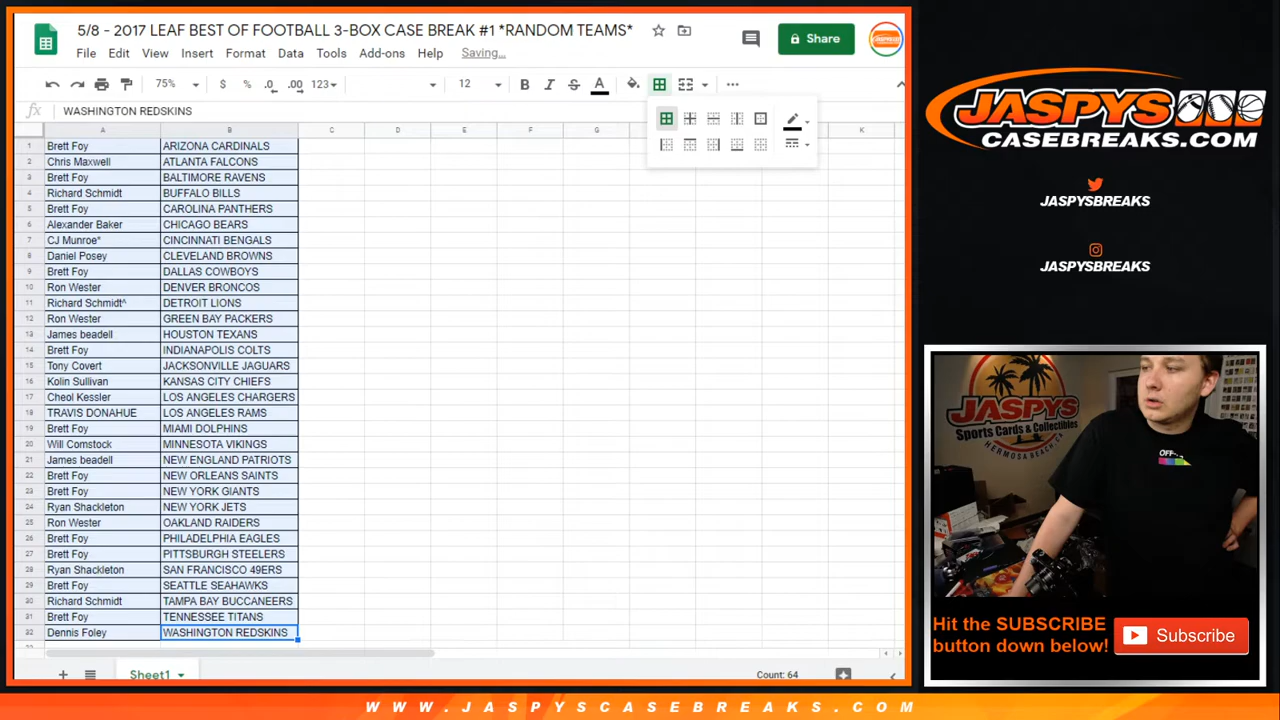 5/8 - 2017 LEAF BEST OF FOOTBALL 3-BOX CASE BREAK #1 *RANDOM TEAMS*
File Edit View Insert Format Data Tools Add-ons Help Saving...
Share
75% $ % .0 .00 123 12 B I S A
fx WASHINGTON REDSKINS
A B C D E F G K
1 Brett Foy ARIZONA CARDINALS
2 Chris Maxwell ATLANTA FALCONS
3 Brett Foy BALTIMORE RAVENS
4 Richard Schmidt BUFFALO BILLS
5 Brett Foy CAROLINA PANTHERS
6 Alexander Baker CHICAGO BEARS
7 CJ Munroe* CINCINNATI BENGALS
8 Daniel Posey CLEVELAND BROWNS
9 Brett Foy DALLAS COWBOYS
10 Ron Wester DENVER BRONCOS
11 Richard Schmidt^ DETROIT LIONS
12 Ron Wester GREEN BAY PACKERS
13 James beadell HOUSTON TEXANS
14 Brett Foy INDIANAPOLIS COLTS
15 Tony Covert JACKSONVILLE JAGUARS
16 Kolin Sullivan KANSAS CITY CHIEFS
17 Cheol Kessler LOS ANGELES CHARGERS
18 TRAVIS DONAHUE LOS ANGELES RAMS
19 Brett Foy MIAMI DOLPHINS
20 Will Comstock MINNESOTA VIKINGS
21 James beadell NEW ENGLAND PATRIOTS
22 Brett Foy NEW ORLEANS SAINTS
23 Brett Foy NEW YORK GIANTS
24 Ryan Shackleton NEW YORK JETS
25 Ron Wester OAKLAND RAIDERS
26 Brett Foy PHILADELPHIA EAGLES
27 Brett Foy PITTSBURGH STEELERS
28 Ryan Shackleton SAN FRANCISCO 49ERS
29 Brett Foy SEATTLE SEAHAWKS
30 Richard Schmidt TAMPA BAY BUCCANEERS
31 Brett Foy TENNESSEE TITANS
32 Dennis Foley WASHINGTON REDSKINS
Sheet1
Count: 64
JASPYS
CASEBREAKS.COM
JASPYSBREAKS
JASPYSBREAKS
JASPYS
Sports Cards & Collectibles
HERMOSA BEACH, CA
OFF-
Hit the SUBSCRIBE
button down below!
Subscribe
WWW.JASPYSCASEBREAKS.COM